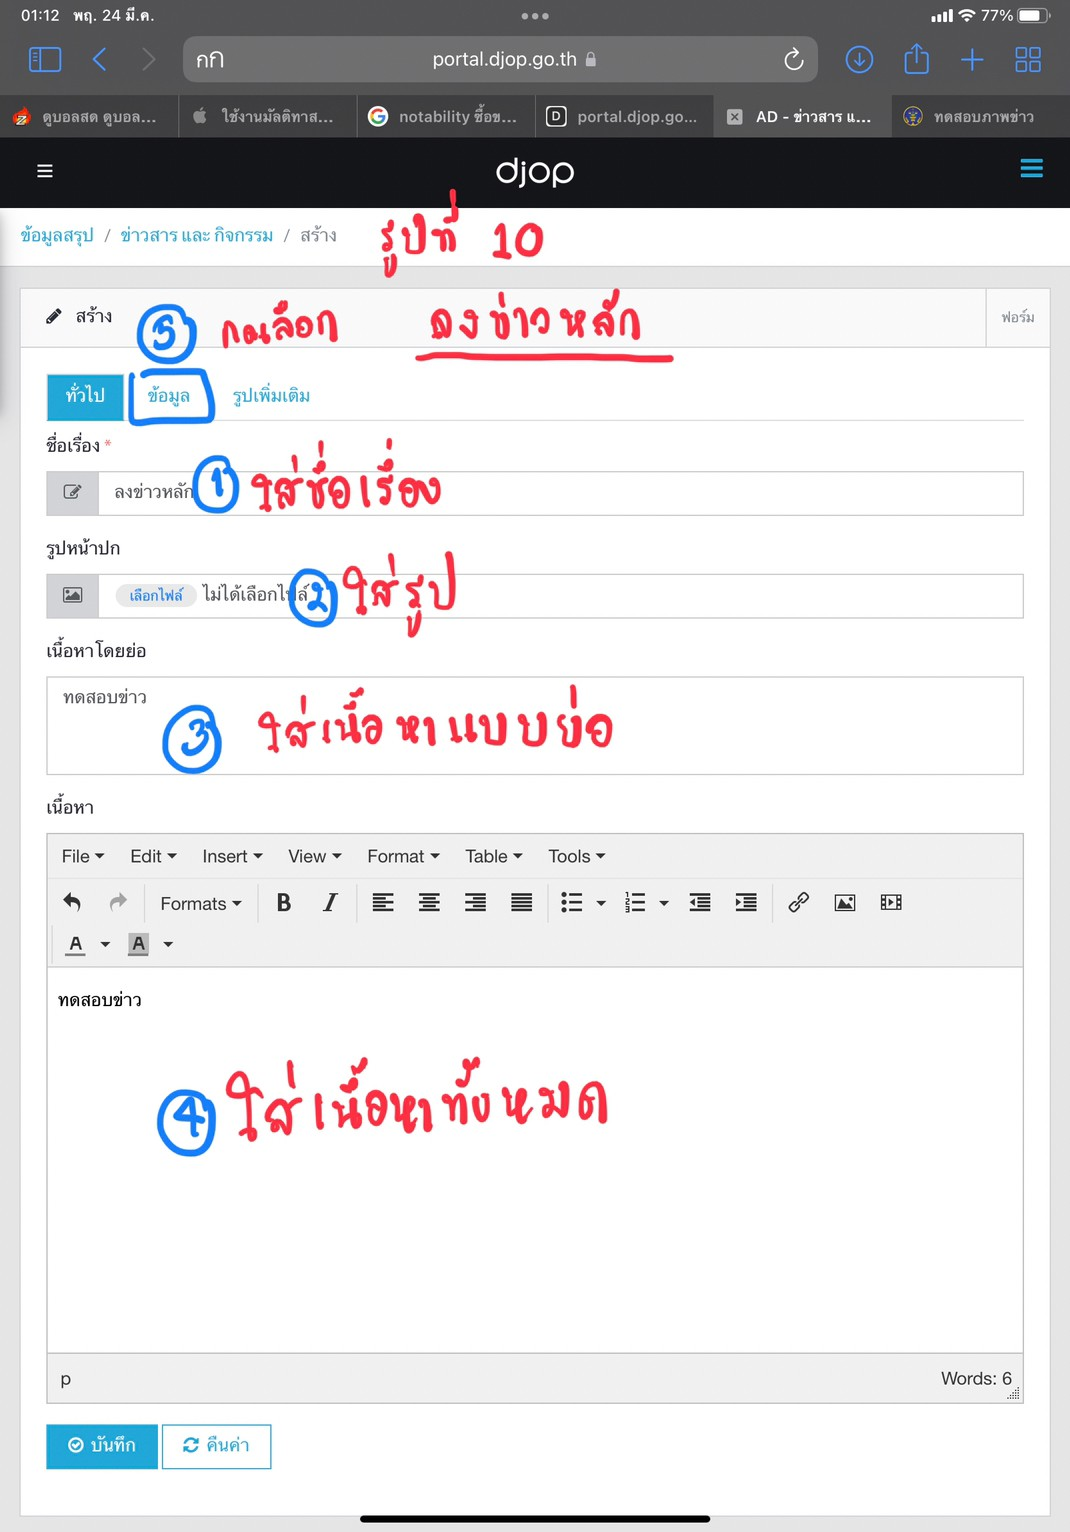 01:12 พฤ. 24 มี.ค.
77%
กก
portal.djop.go.th
ดูบอลสด ดูบอล...
ใช้งานมัลติทาส...
notability ซื้อข...
portal.djop.go...
AD - ข่าวสาร แ...
ทดสอบภาพข่าว
djop
ข้อมูลสรุป / ข่าวสาร และ กิจกรรม / สร้าง
รูปที่ 10
สร้าง
5 กดเลือก
ลงข่าวหลัก
ฟอร์ม
ทั่วไป
ข้อมูล
รูปเพิ่มเติม
ชื่อเรื่อง *
ลงข่าวหลัก
1 ใส่ชื่อเรื่อง
รูปหน้าปก
เลือกไฟล์ ไม่ได้เลือกไฟล์
2 ใส่รูป
เนื้อหาโดยย่อ
ทดสอบข่าว
3 ใส่เนื้อหาแบบย่อ
เนื้อหา
File Edit Insert View Format Table Tools
Formats B I
A A
ทดสอบข่าว
4 ใส่เนื้อหาทั้งหมด
p
Words: 6
บันทึก
คืนค่า